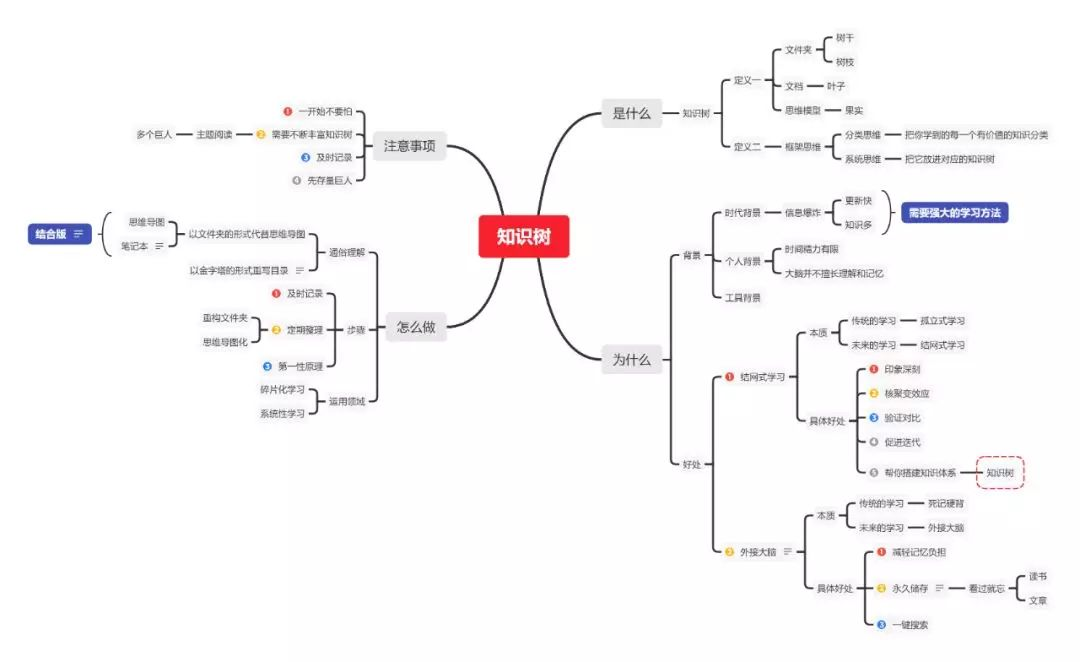 知识树
是什么
知识树
定义一
文件夹
树干
树枝
文档
叶子
思维模型
果实
定义二
框架思维
分类思维
把你学到的每一个有价值的知识分类
系统思维
把它放进对应的知识树
为什么
背景
时代背景
信息爆炸
更新快
知识多
需要强大的学习方法
个人背景
时间精力有限
大脑并不擅长理解和记忆
工具背景
好处
1 结网式学习
本质
传统的学习
孤立式学习
未来的学习
结网式学习
具体好处
1 印象深刻
2 核聚变效应
3 验证对比
4 促进迭代
5 帮你搭建知识体系
知识树
2 外接大脑
本质
传统的学习
死记硬背
未来的学习
外接大脑
具体好处
1 减轻记忆负担
2 永久储存
看过就忘
读书
文章
3 一键搜索
注意事项
1 一开始不要怕
2 需要不断丰富知识树
主题阅读
多个巨人
3 及时记录
4 先存量巨人
怎么做
通俗理解
以文件夹的形式代替思维导图
思维导图
笔记本
结合版
以金字塔的形式重写目录
步骤
1 及时记录
2 定期整理
重构文件夹
思维导图化
3 第一性原理
运用领域
碎片化学习
系统性学习